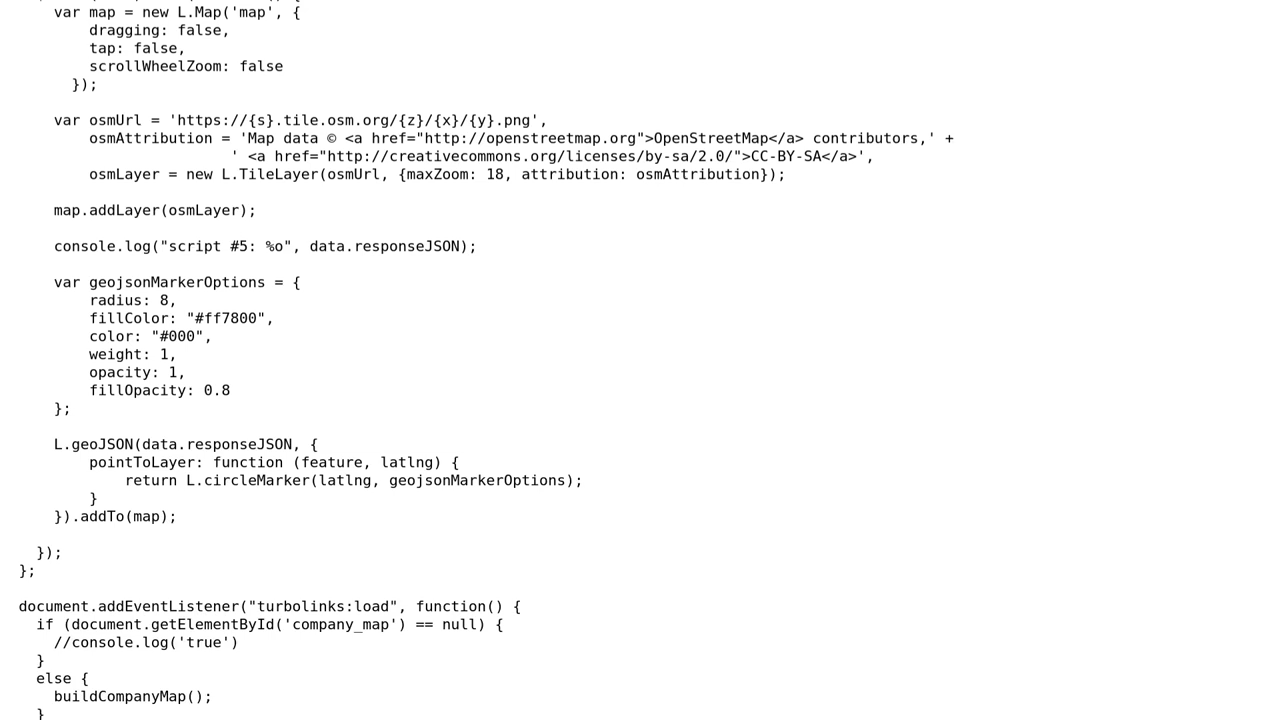 var map = new L.Map('map', {
        dragging: false,
        tap: false,
        scrollWheelZoom: false
      });

    var osmUrl = 'https://{s}.tile.osm.org/{z}/{x}/{y}.png',
        osmAttribution = 'Map data © <a href="http://openstreetmap.org">OpenStreetMap</a> contributors,' +
                        ' <a href="http://creativecommons.org/licenses/by-sa/2.0/">CC-BY-SA</a>',
        osmLayer = new L.TileLayer(osmUrl, {maxZoom: 18, attribution: osmAttribution});

    map.addLayer(osmLayer);

    console.log("script #5: %o", data.responseJSON);

    var geojsonMarkerOptions = {
        radius: 8,
        fillColor: "#ff7800",
        color: "#000",
        weight: 1,
        opacity: 1,
        fillOpacity: 0.8
    };

    L.geoJSON(data.responseJSON, {
        pointToLayer: function (feature, latlng) {
            return L.circleMarker(latlng, geojsonMarkerOptions);
        }
    }).addTo(map);

  });
};

document.addEventListener("turbolinks:load", function() {
  if (document.getElementById('company_map') == null) {
    //console.log('true')
  }
  else {
    buildCompanyMap();
  }